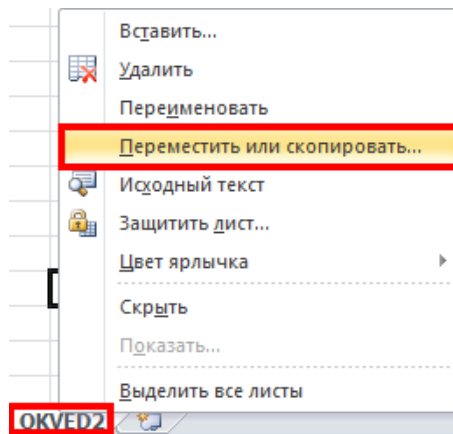 Вставить...
Удалить
Переименовать
Переместить или скопировать...
Исходный текст
Защитить лист...
Цвет ярлычка
Скрыть
Показать...
Выделить все листы
OKVED2